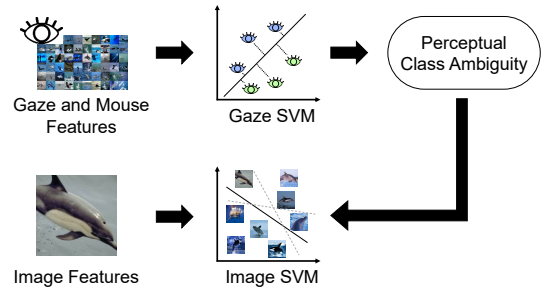 Gaze and Mouse
Features
Gaze SVM
Perceptual
Class Ambiguity
Image Features
Image SVM